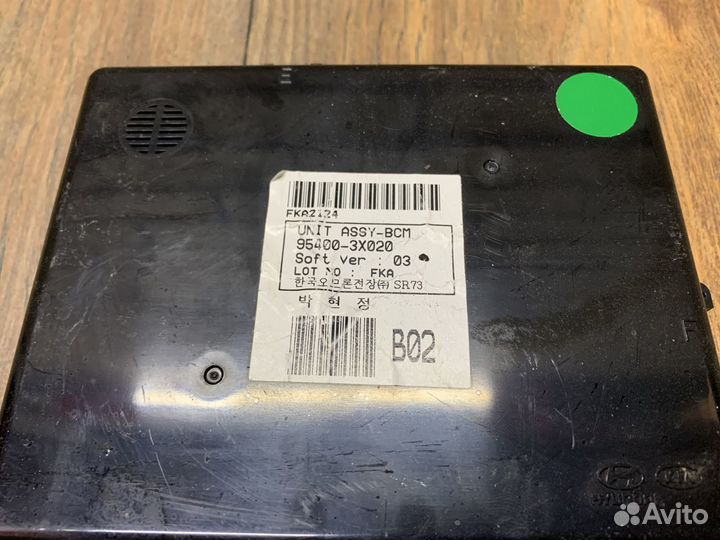 FKA2124
UNIT ASSY-BCM
95400-3X020
Soft Ver : 03
LOT NO : FKA
한국오므론전장㈜ SR73
박 현 정
B02
F
Avito